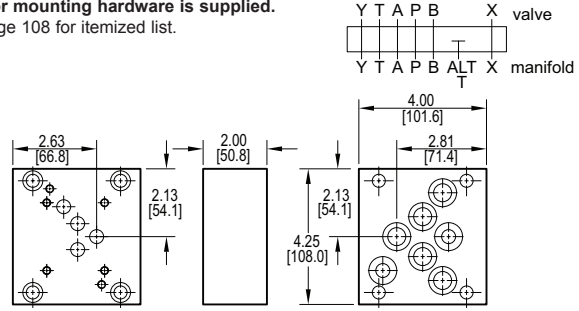 or mounting hardware is supplied.
ge 108 for itemized list.
Y T A P B X valve
Y T A P B ALT X manifold
T
4.00
[101.6]
2.63
[66.8]
2.00
[50.8]
2.81
[71.4]
2.13
[54.1]
2.13
[54.1]
4.25
[108.0]